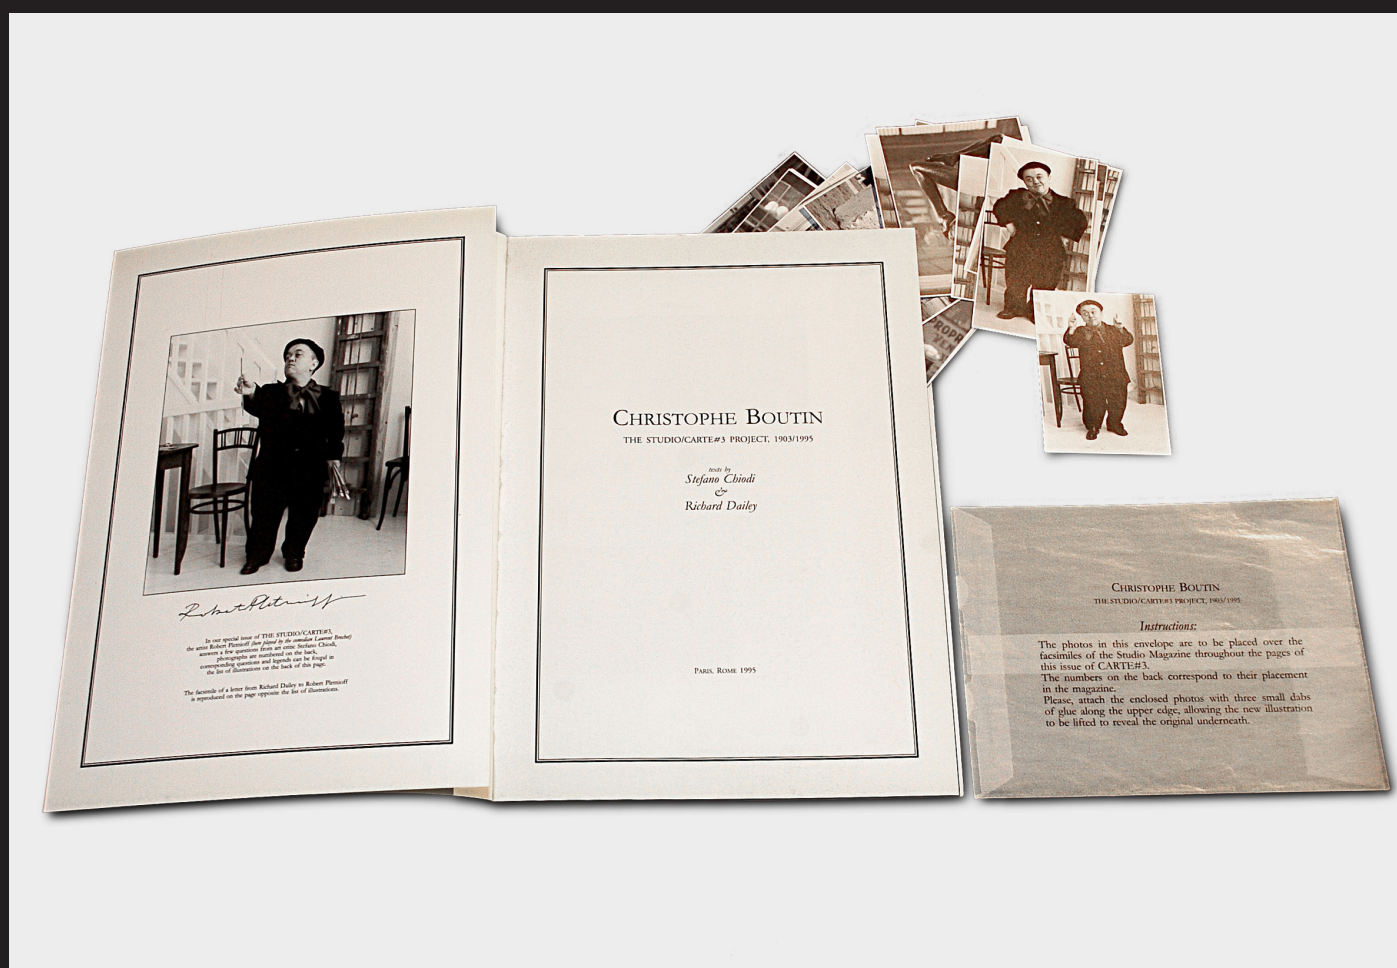 Robert Pletnioff
In our special issue of THE STUDIO/CARTE#3,
the artist Robert Pletnioff (here played by the comedian Laurent Brechet)
answers a few questions from art critic Stefano Chiodi,
photographs are numbered on the back,
corresponding questions and legends can be found in
the list of illustrations on the back of this page.
The facsimile of a letter from Richard Dailey to Robert Pletnioff
is reproduced on the page opposite the list of illustrations.
CHRISTOPHE BOUTIN
THE STUDIO/CARTE#3 PROJECT, 1903/1995
texts by
Stefano Chiodi
&
Richard Dailey
PARIS, ROME 1995
CHRISTOPHE BOUTIN
THE STUDIO/CARTE#3 PROJECT, 1903/1995
Instructions:
The photos in this envelope are to be placed over the
facsimiles of the Studio Magazine throughout the pages of
this issue of CARTE#3.
The numbers on the back correspond to their placement
in the magazine.
Please, attach the enclosed photos with three small dabs
of glue along the upper edge, allowing the new illustration
to be lifted to reveal the original underneath.